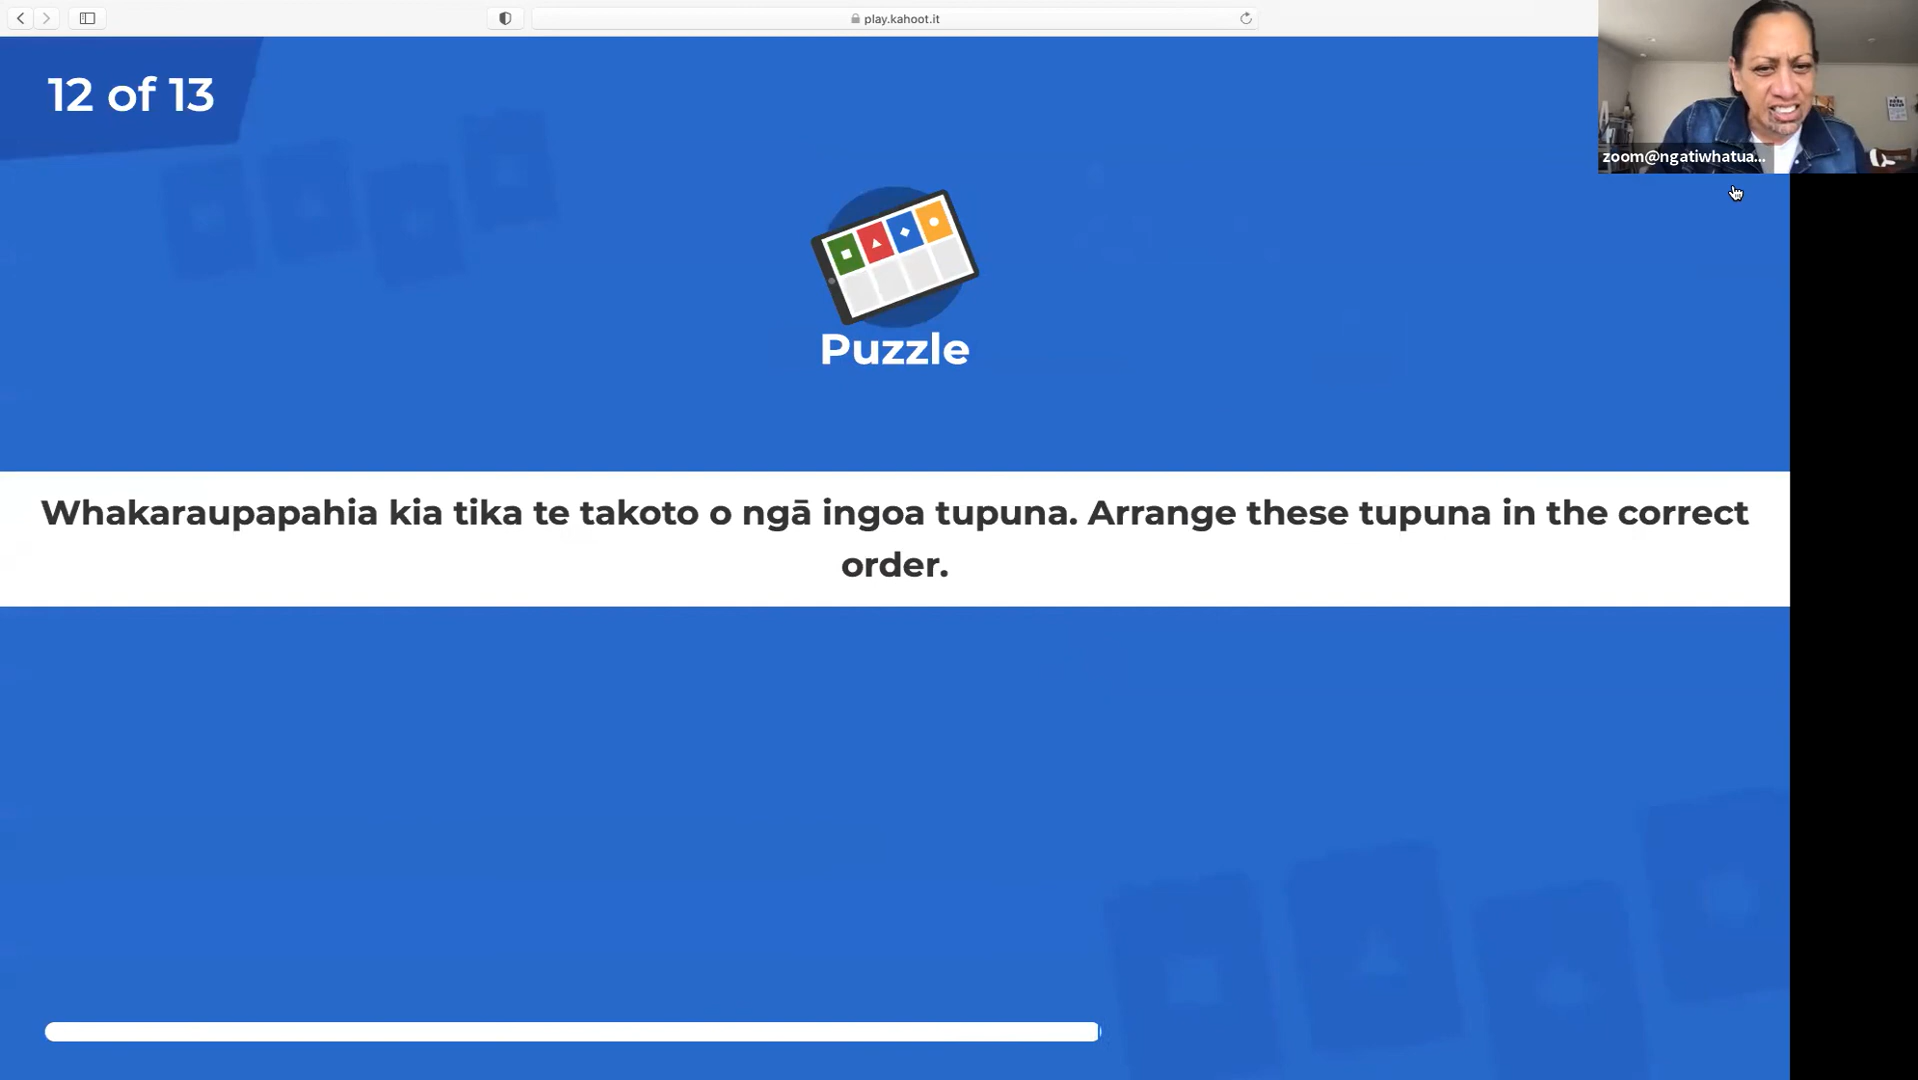 play.kahoot.it
12 of 13
zoom@ngatiwhatua...
Puzzle
Whakaraupapahia kia tika te takoto o ngā ingoa tupuna. Arrange these tupuna in the correct
order.